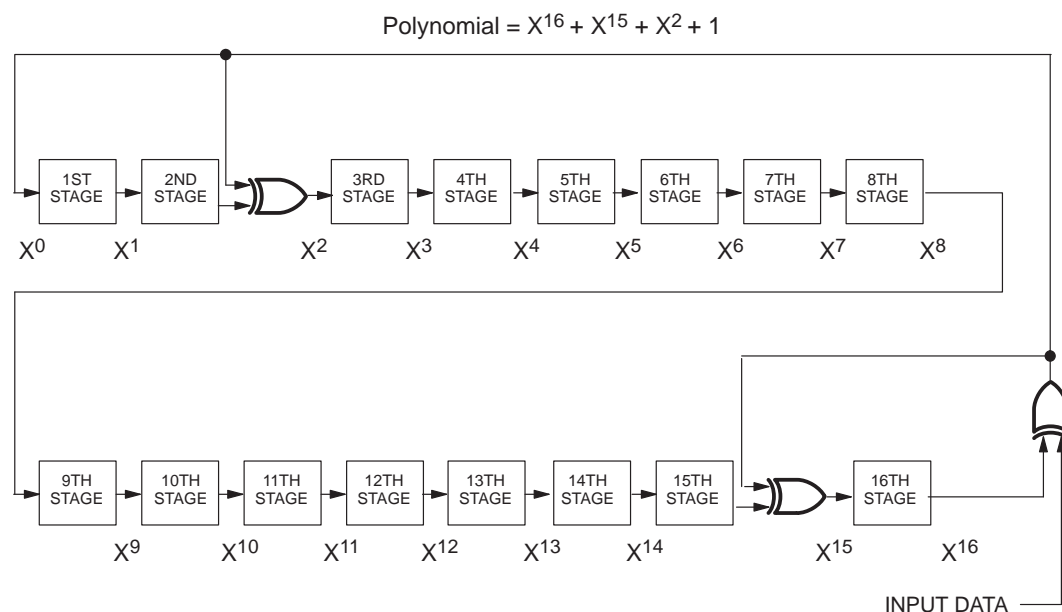 Polynomial = X^16 + X^15 + X^2 + 1
1ST STAGE
2ND STAGE
3RD STAGE
4TH STAGE
5TH STAGE
6TH STAGE
7TH STAGE
8TH STAGE
X^0 X^1 X^2 X^3 X^4 X^5 X^6 X^7 X^8
9TH STAGE
10TH STAGE
11TH STAGE
12TH STAGE
13TH STAGE
14TH STAGE
15TH STAGE
16TH STAGE
X^9 X^10 X^11 X^12 X^13 X^14 X^15 X^16
INPUT DATA